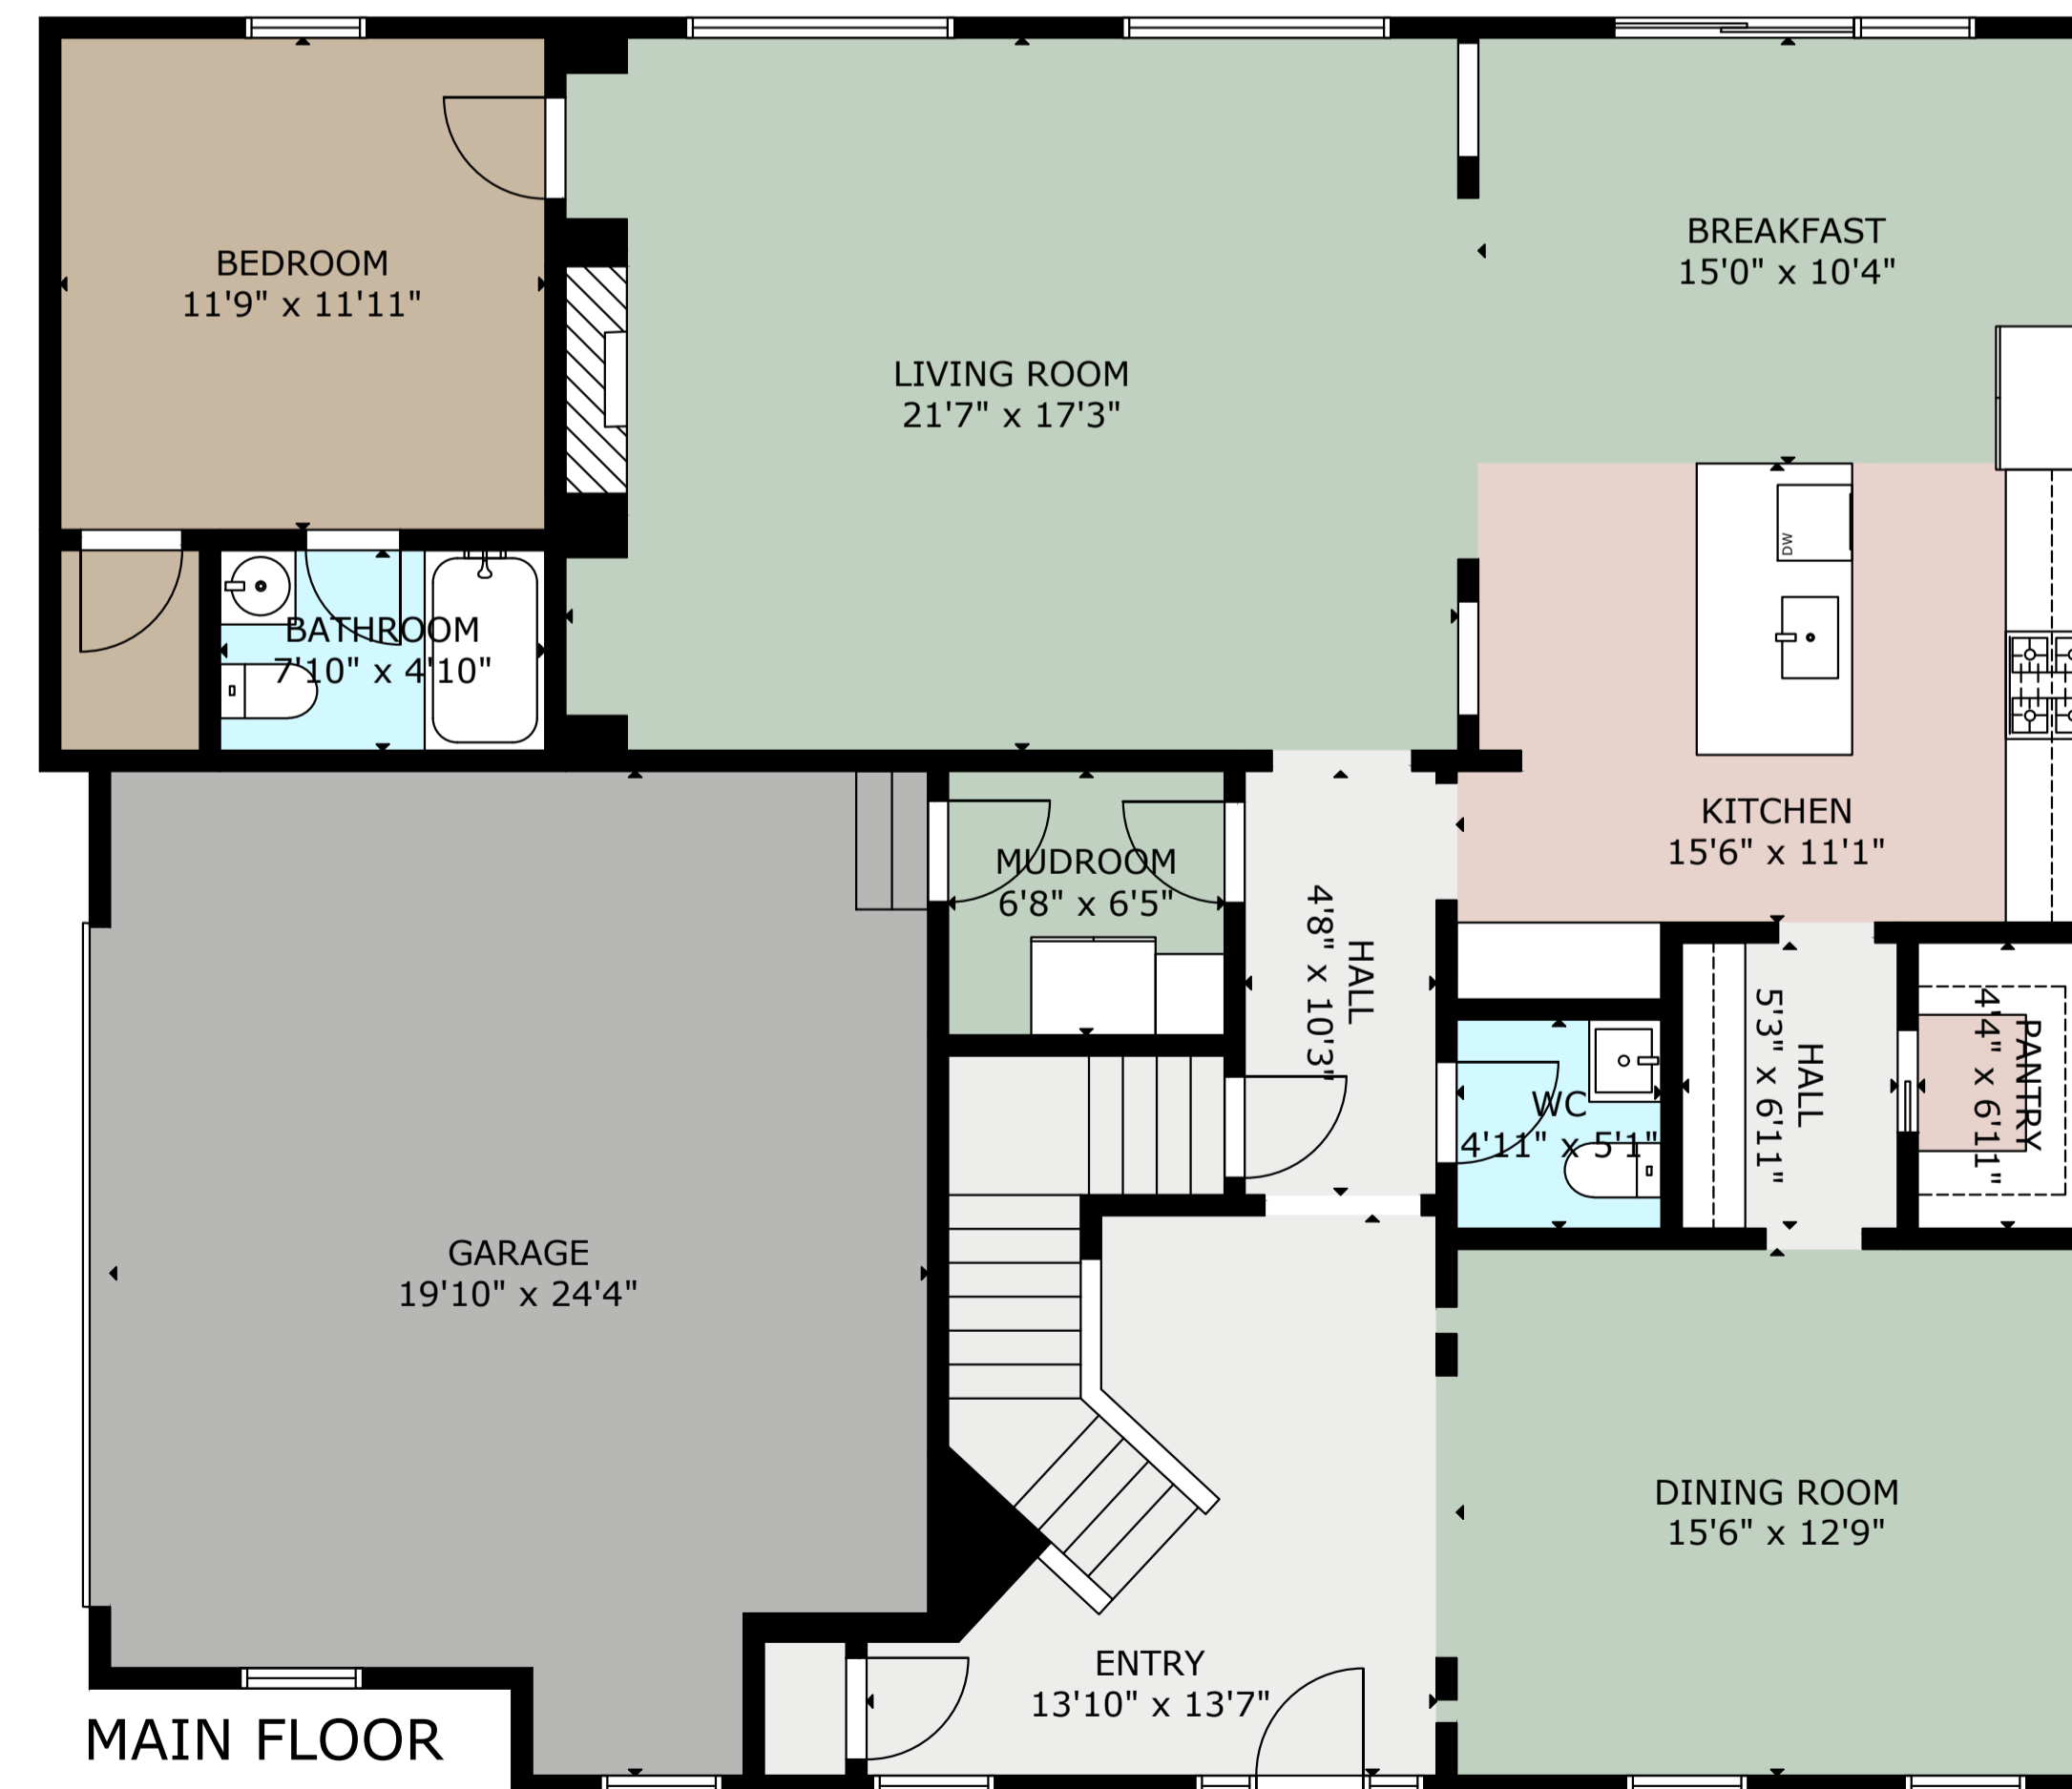 BEDROOM
11'9" x 11'11"
BREAKFAST
15'0" x 10'4"
LIVING ROOM
21'7" x 17'3"
DW
BATHROOM
7'10" x 4'10"
KITCHEN
15'6" x 11'1"
MUDROOM
6'8" x 6'5"
HALL
4'8" x 10'3"
WC
4'11" x 5'1"
HALL
5'3" x 6'11"
PANTRY
4'4" x 6'11"
GARAGE
19'10" x 24'4"
DINING ROOM
15'6" x 12'9"
ENTRY
13'10" x 13'7"
MAIN FLOOR